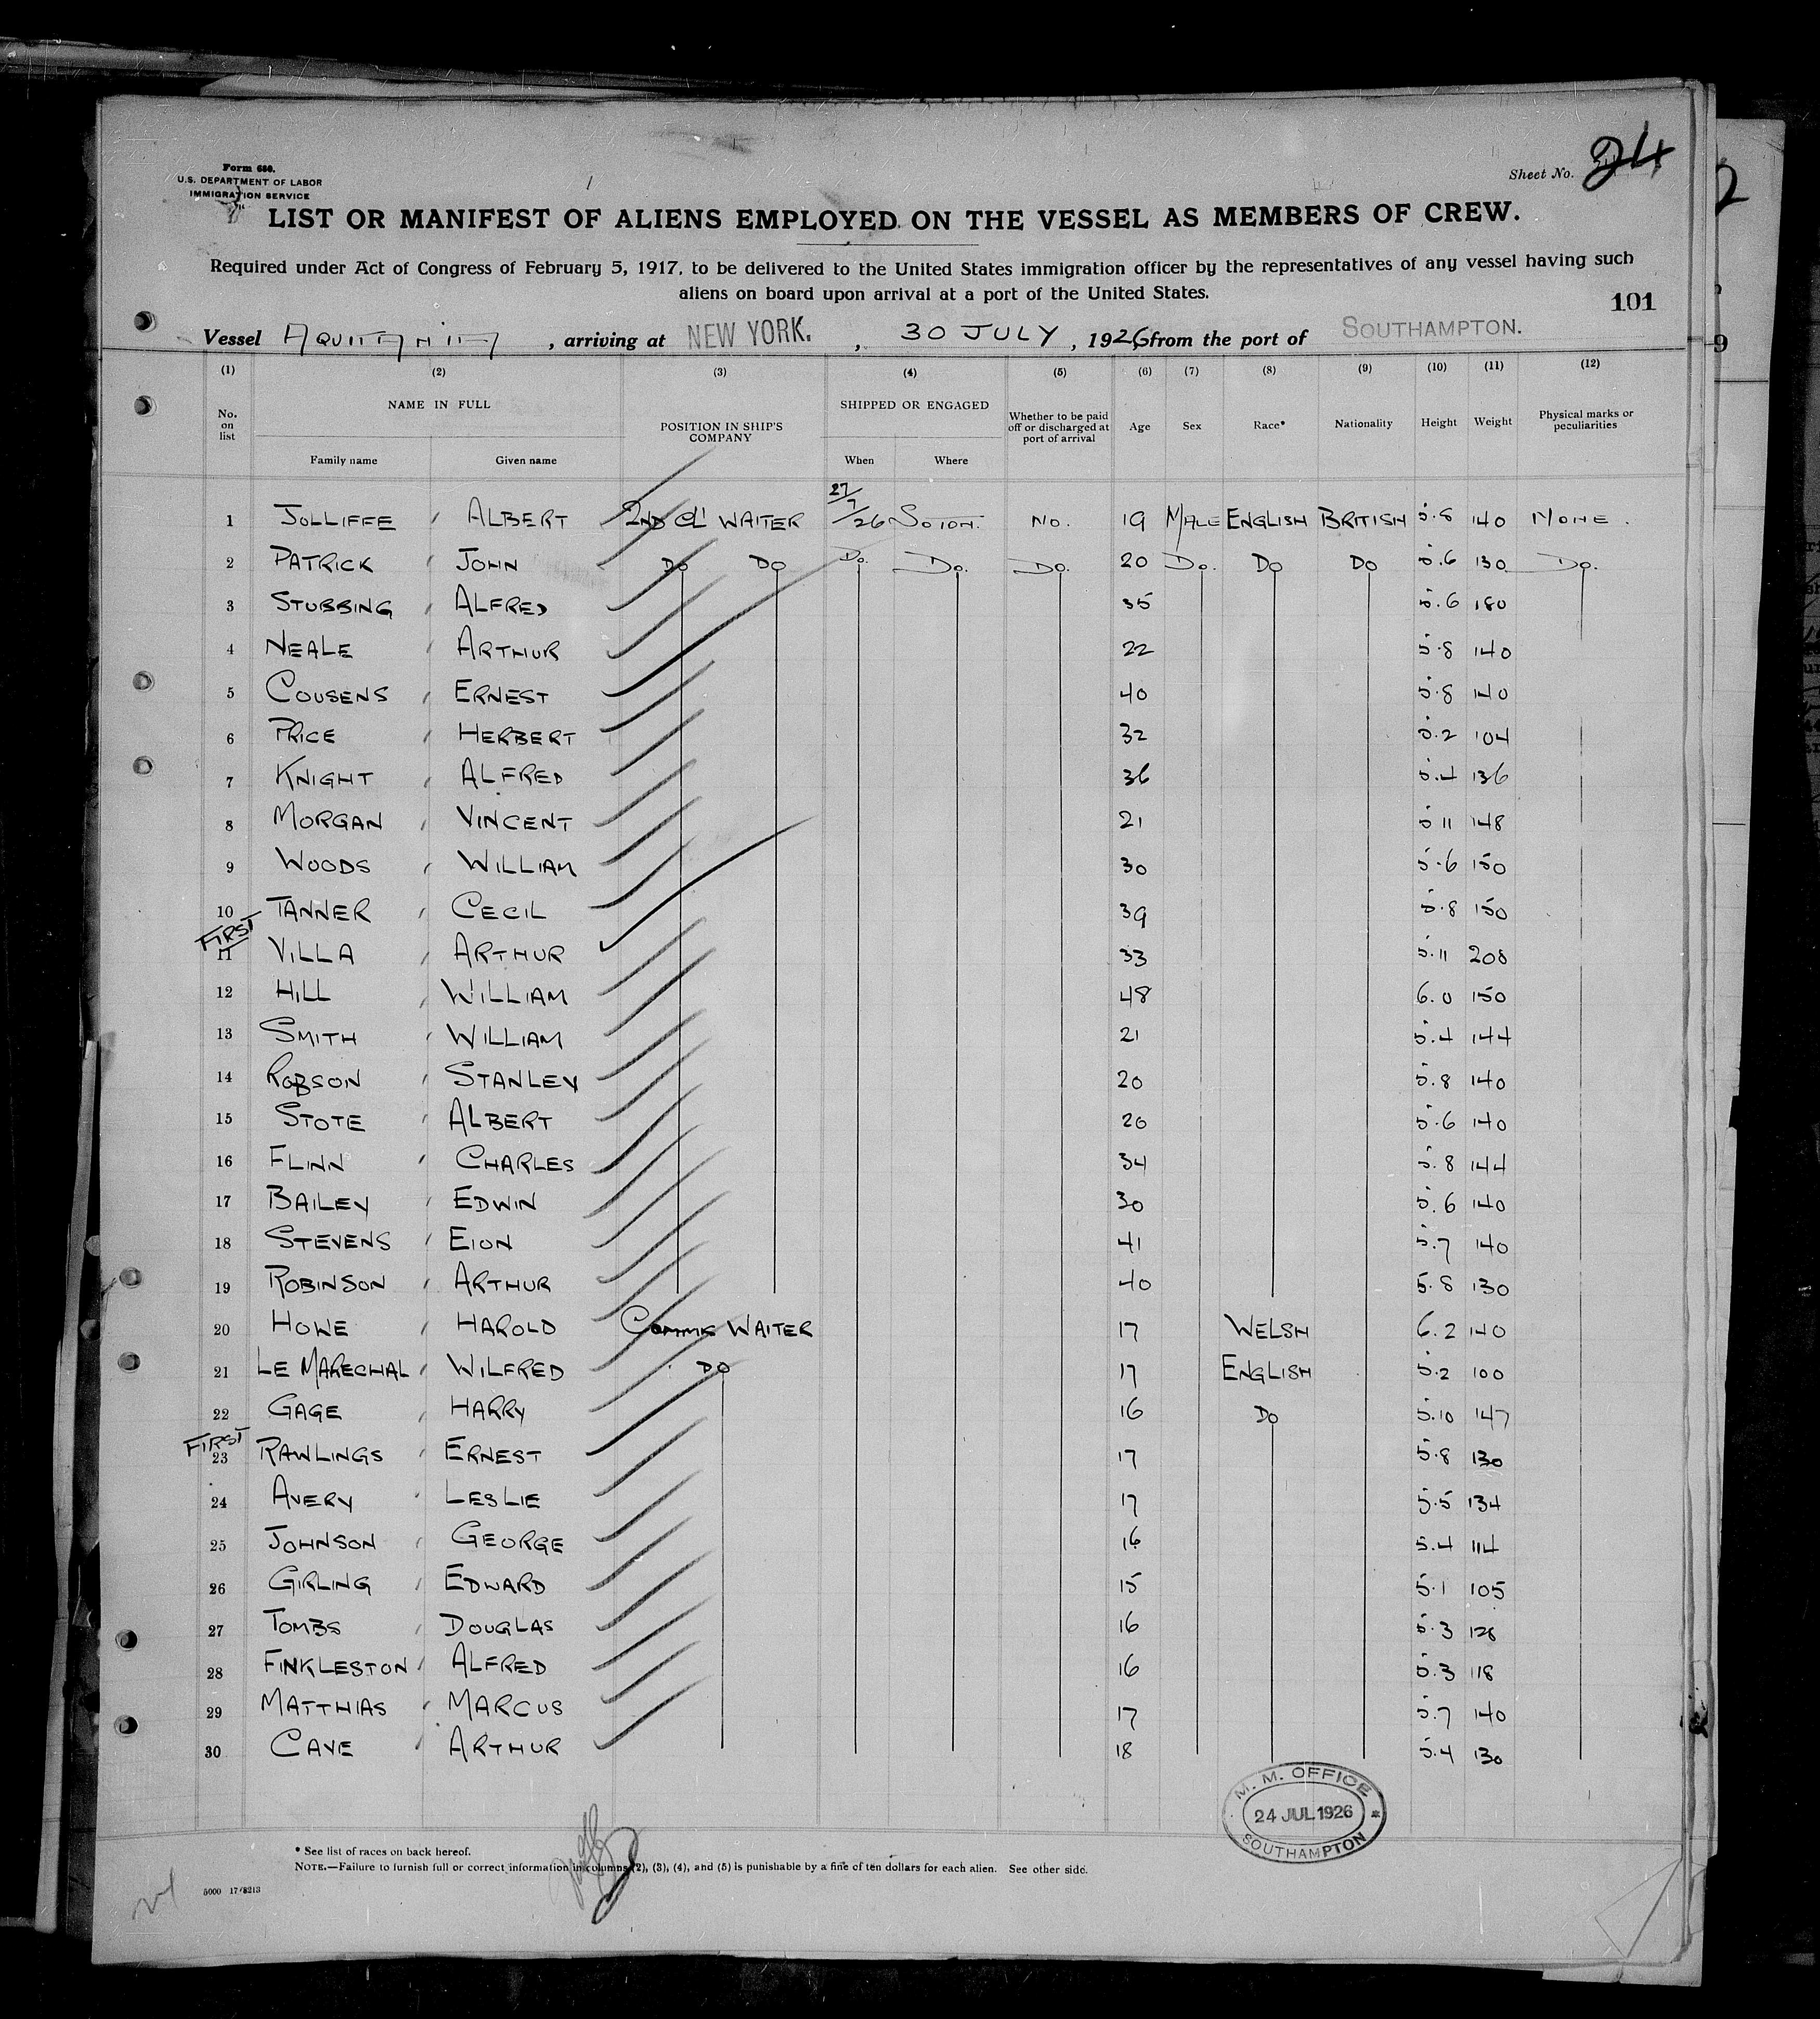 Form 680.
U.S. DEPARTMENT OF LABOR
IMMIGRATION SERVICE
Sheet No. 24
LIST OR MANIFEST OF ALIENS EMPLOYED ON THE VESSEL AS MEMBERS OF CREW.
Required under Act of Congress of February 5, 1917, to be delivered to the United States immigration officer by the representatives of any vessel having such
aliens on board upon arrival at a port of the United States.
101
Vessel AQUITANIA, arriving at NEW YORK., 30 JULY, 1926 from the port of SOUTHAMPTON.
(1) (2) (3) (4) (5) (6) (7) (8) (9) (10) (11) (12)
No. on list NAME IN FULL POSITION IN SHIP'S COMPANY SHIPPED OR ENGAGED Whether to be paid off or discharged at port of arrival Age Sex Race* Nationality Height Weight Physical marks or peculiarities
Family name Given name When Where
1 JOLLIFFE ALBERT 2ND CL WAITER 27/7/26 SOTON. NO. 19 MALE ENGLISH BRITISH 5.8 140 NONE.
2 PATRICK JOHN DO DO DO. DO. DO. 20 DO. DO DO 5.6 130 DO.
3 STUBBING ALFRED 35 5.6 180
4 NEALE ARTHUR 22 5.8 140
5 COUSENS ERNEST 40 5.8 140
6 PRICE HERBERT 32 5.2 104
7 KNIGHT ALFRED 36 5.4 136
8 MORGAN VINCENT 21 5 11 148
9 WOODS WILLIAM 30 5.6 150
10 TANNER CECIL 39 5.8 150
FIRST
11 VILLA ARTHUR 33 5.11 208
12 HILL WILLIAM 48 6.0 150
13 SMITH WILLIAM 21 5.4 144
14 ROBSON STANLEY 20 5.8 140
15 STOTE ALBERT 20 5.6 140
16 FLINN CHARLES 34 5.8 144
17 BAILEY EDWIN 30 5.6 140
18 STEVENS EION 41 5.7 140
19 ROBINSON ARTHUR 40 5.8 130
20 HOWE HAROLD COMMIS WAITER 17 WELSH 6.2 140
21 LE MARECHAL WILFRED DO 17 ENGLISH 5.2 100
22 GAGE HARRY 16 DO 5.10 147
FIRST
23 RAWLINGS ERNEST 17 5.8 130
24 AVERY LESLIE 17 5.5 134
25 JOHNSON GEORGE 16 5.4 114
26 GIRLING EDWARD 15 5.1 105
27 TOMBS DOUGLAS 16 5.3 128
28 FINKLESTON ALFRED 16 5.3 118
29 MATTHIAS MARCUS 17 5.7 140
30 CAVE ARTHUR 18 5.4 130
M. M. OFFICE
24 JUL 1926
SOUTHAMPTON
* See list of races on back hereof.
NOTE.—Failure to furnish full or correct information in columns (2), (3), (4), and (5) is punishable by a fine of ten dollars for each alien. See other side.
5000 17/8213